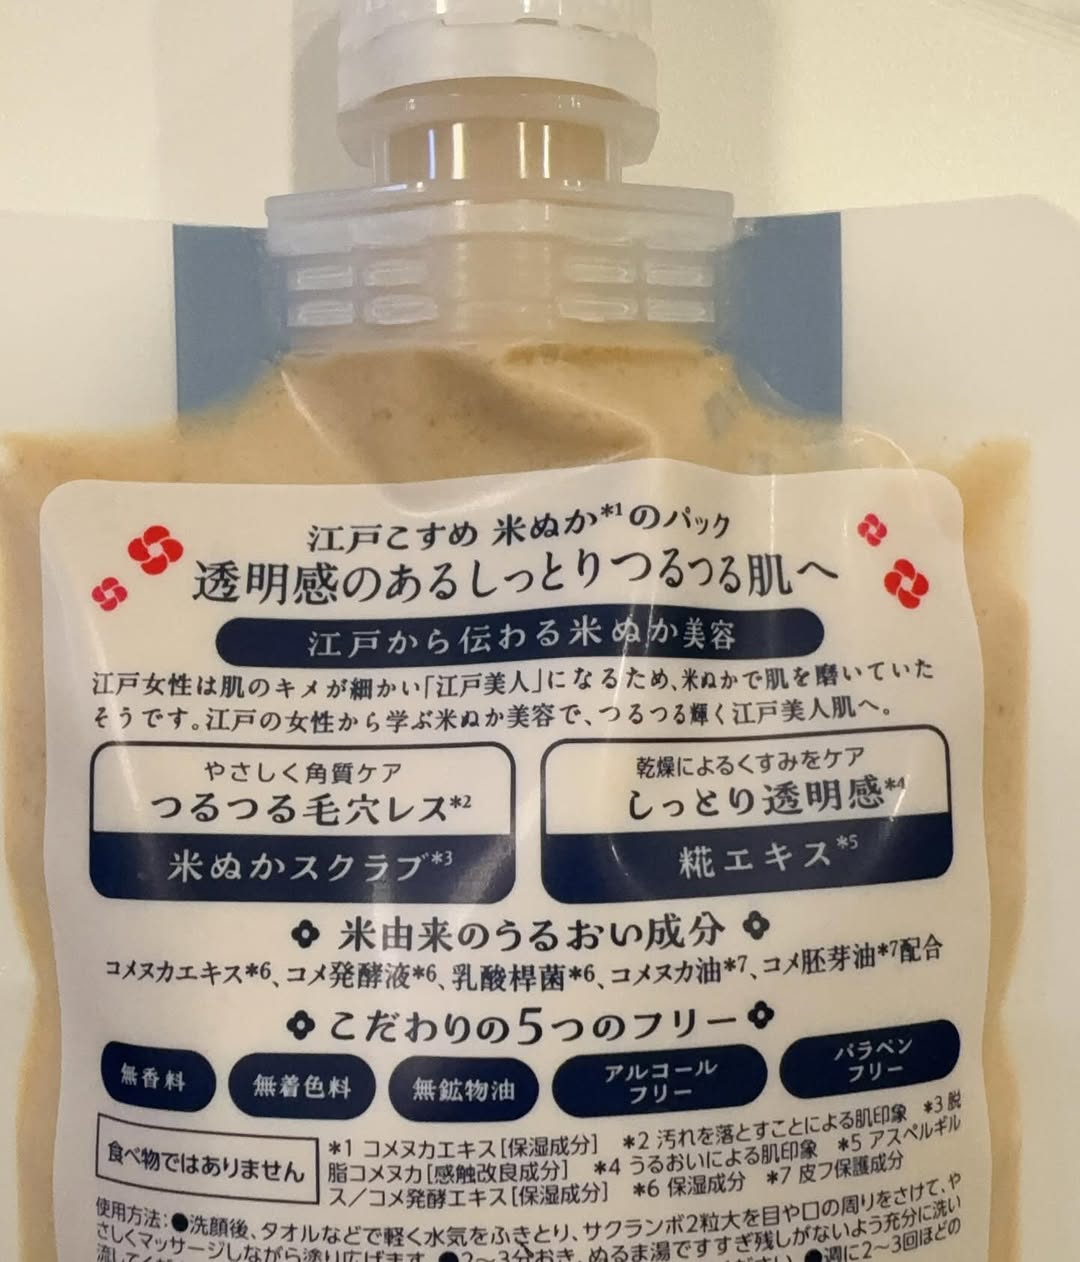 江戸こすめ 米ぬか*1のパック
透明感のあるしっとりつるつる肌へ
江戸から伝わる米ぬか美容
江戸女性は肌のキメが細かい「江戸美人」になるため、米ぬかで肌を磨いていた
そうです。江戸の女性から学ぶ米ぬか美容で、つるつる輝く江戸美人肌へ。
やさしく角質ケア
つるつる毛穴レス*2
米ぬかスクラブ*3
乾燥によるくすみをケア
しっとり透明感*4
糀エキス*5
米由来のうるおい成分
コメヌカエキス*6、コメ発酵液*6、乳酸桿菌*6、コメヌカ油*7、コメ胚芽油*7配合
こだわりの5つのフリー
無香料
無着色料
無鉱物油
アルコール
フリー
パラベン
フリー
食べ物ではありません
*1 コメヌカエキス[保湿成分] *2 汚れを落とすことによる肌印象 *3 脱
脂コメヌカ[感触改良成分] *4 うるおいによる肌印象 *5 アスペルギル
ス／コメ発酵エキス[保湿成分] *6 保湿成分 *7 皮フ保護成分
使用方法:●洗顔後、タオルなどで軽く水気をふきとり、サクランボ2粒大を目や口の周りをさけて、や
さしくマッサージしながら塗り広げます。●2〜3分おき、ぬるま湯ですすぎ残しがないよう充分に洗い
流してく ●週に2〜3回ほどの